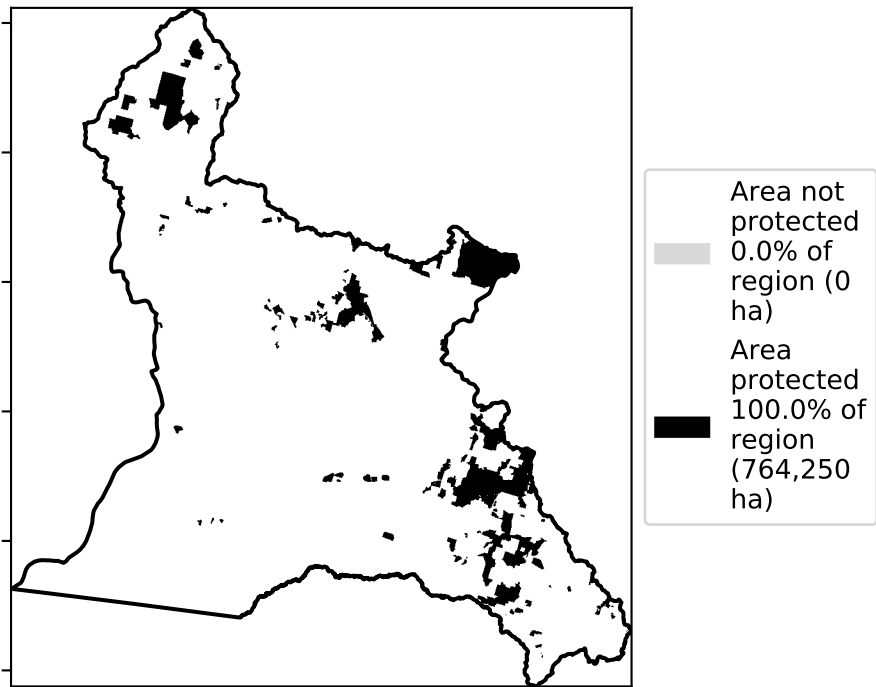 Area not
protected
0.0% of
region (0
ha)
Area
protected
100.0% of
region
(764,250
ha)